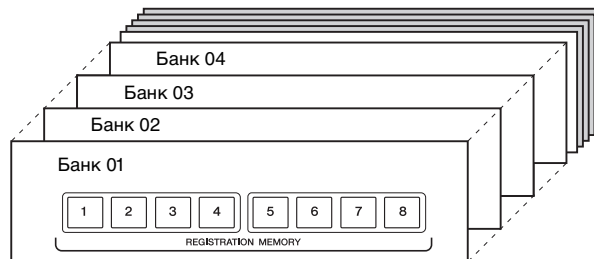 Банк 04
Банк 03
Банк 02
Банк 01
1 2 3 4 5 6 7 8
REGISTRATION MEMORY